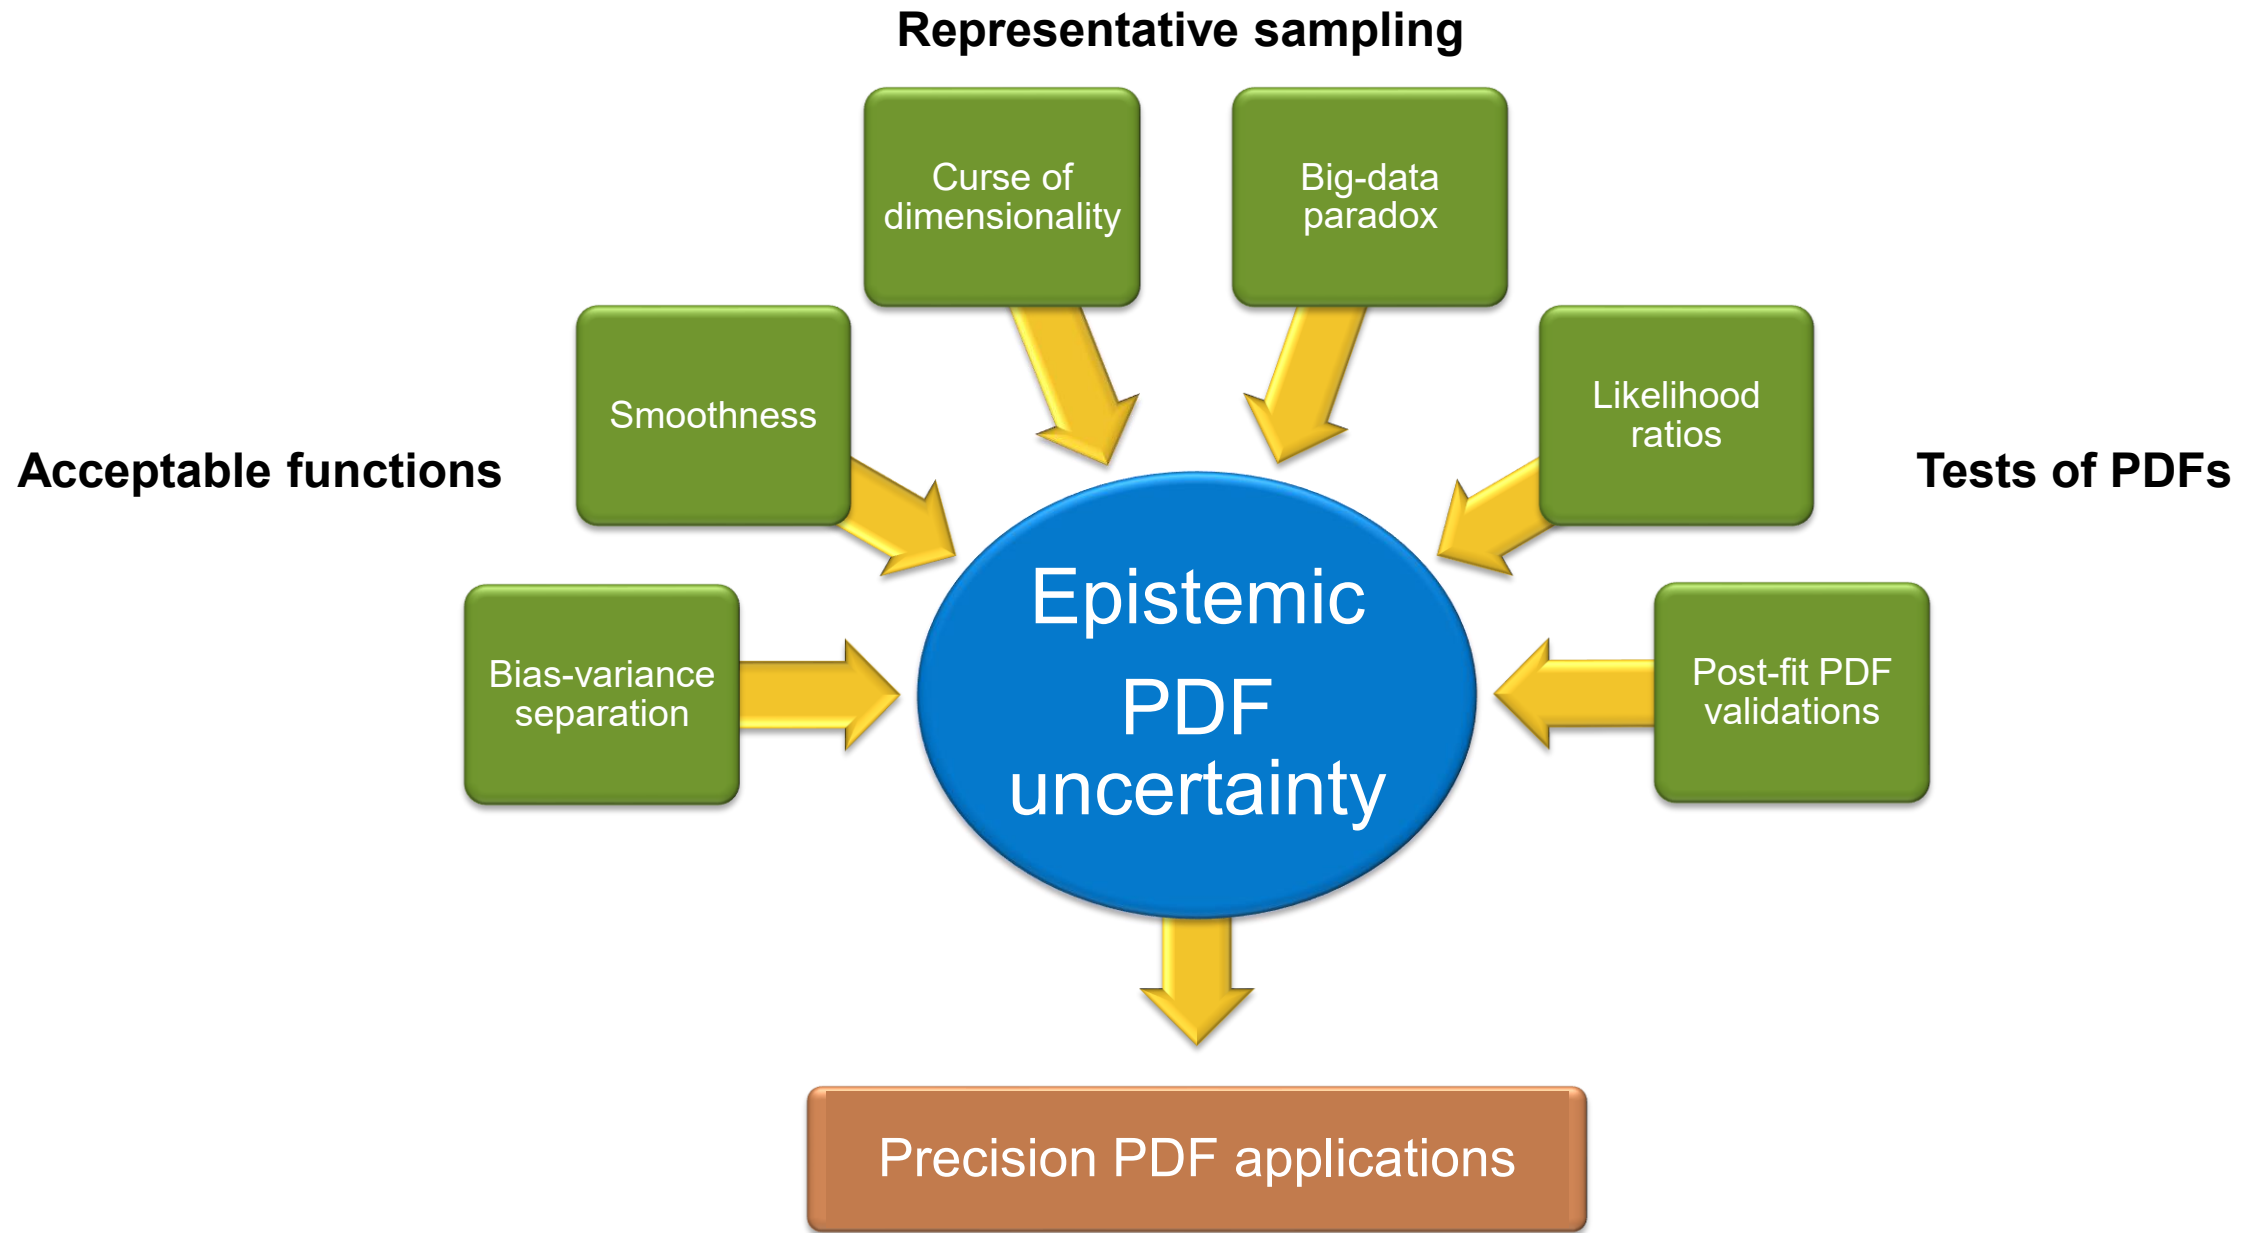 Representative sampling
Curse of
dimensionality
Big-data
paradox
Smoothness
Likelihood
ratios
Acceptable functions
Tests of PDFs
Bias-variance
separation
Epistemic
PDF
uncertainty
Post-fit PDF
validations
Precision PDF applications